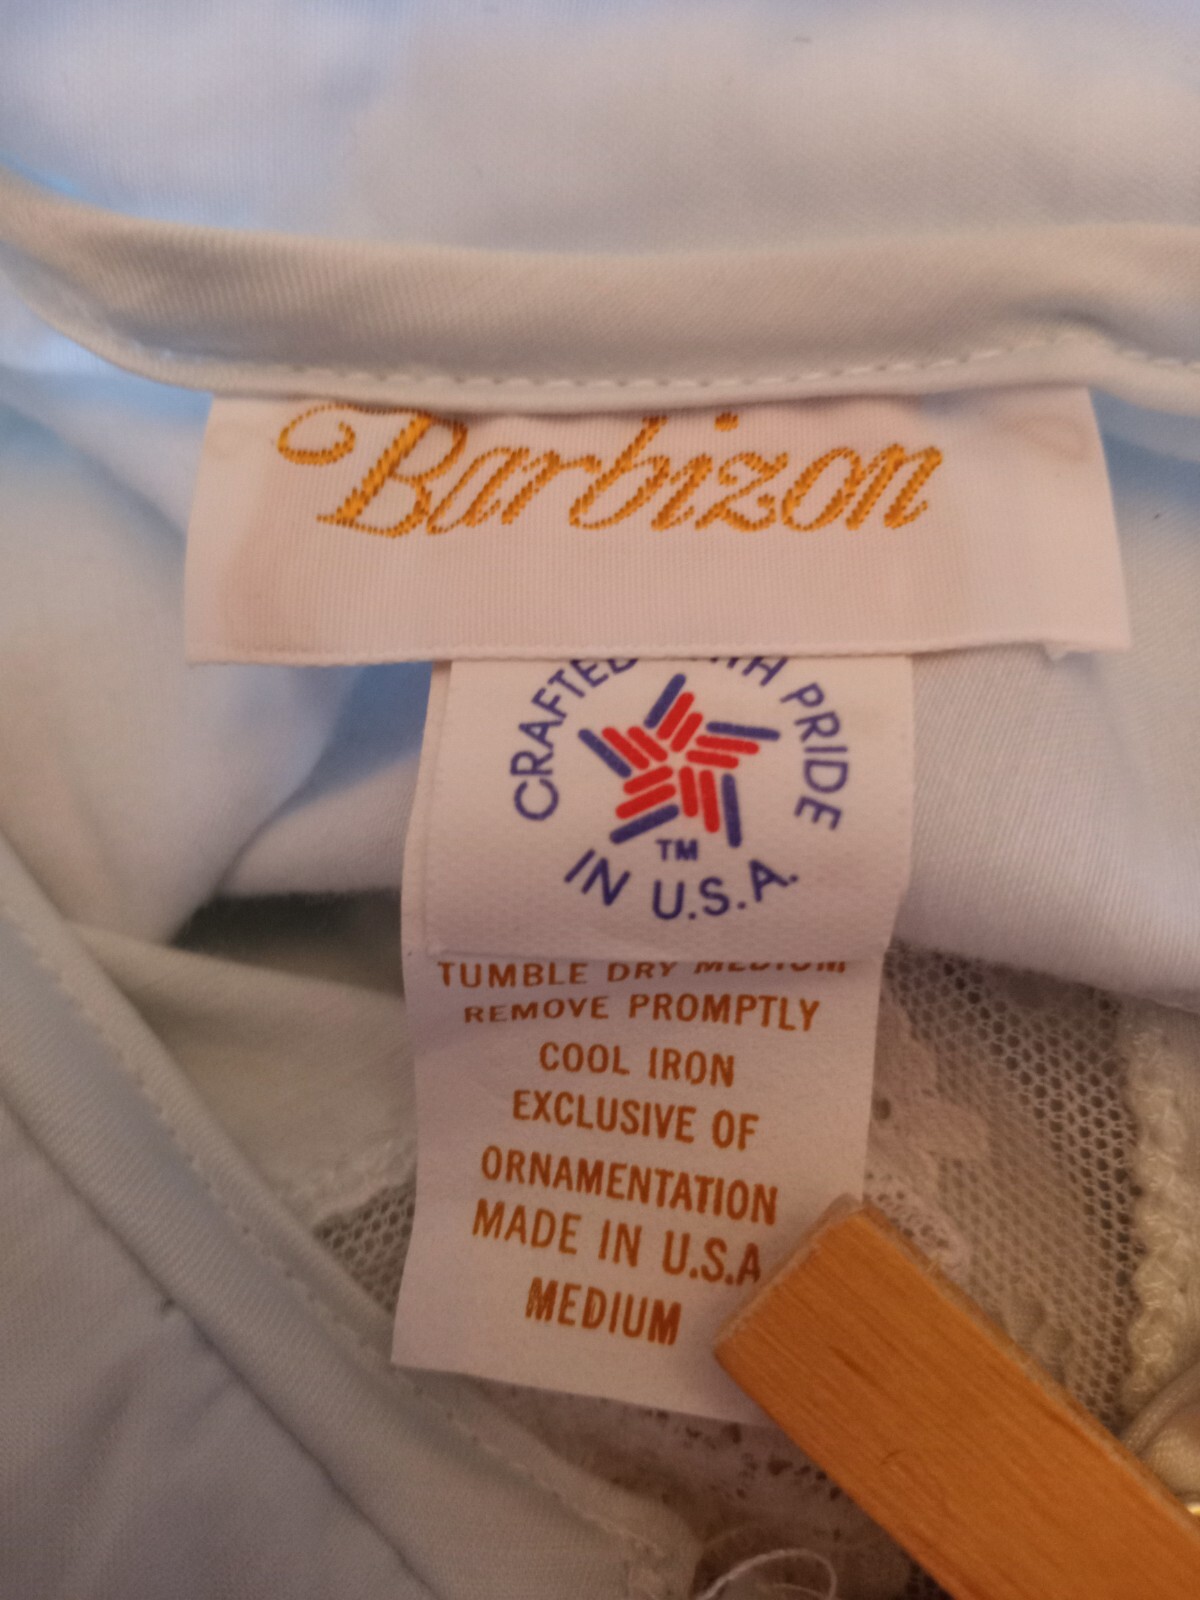 Barbizon
CRAFTED WITH PRIDE
TM
IN U.S.A.
TUMBLE DRY MEDIUM
REMOVE PROMPTLY
COOL IRON
EXCLUSIVE OF
ORNAMENTATION
MADE IN U.S.A
MEDIUM